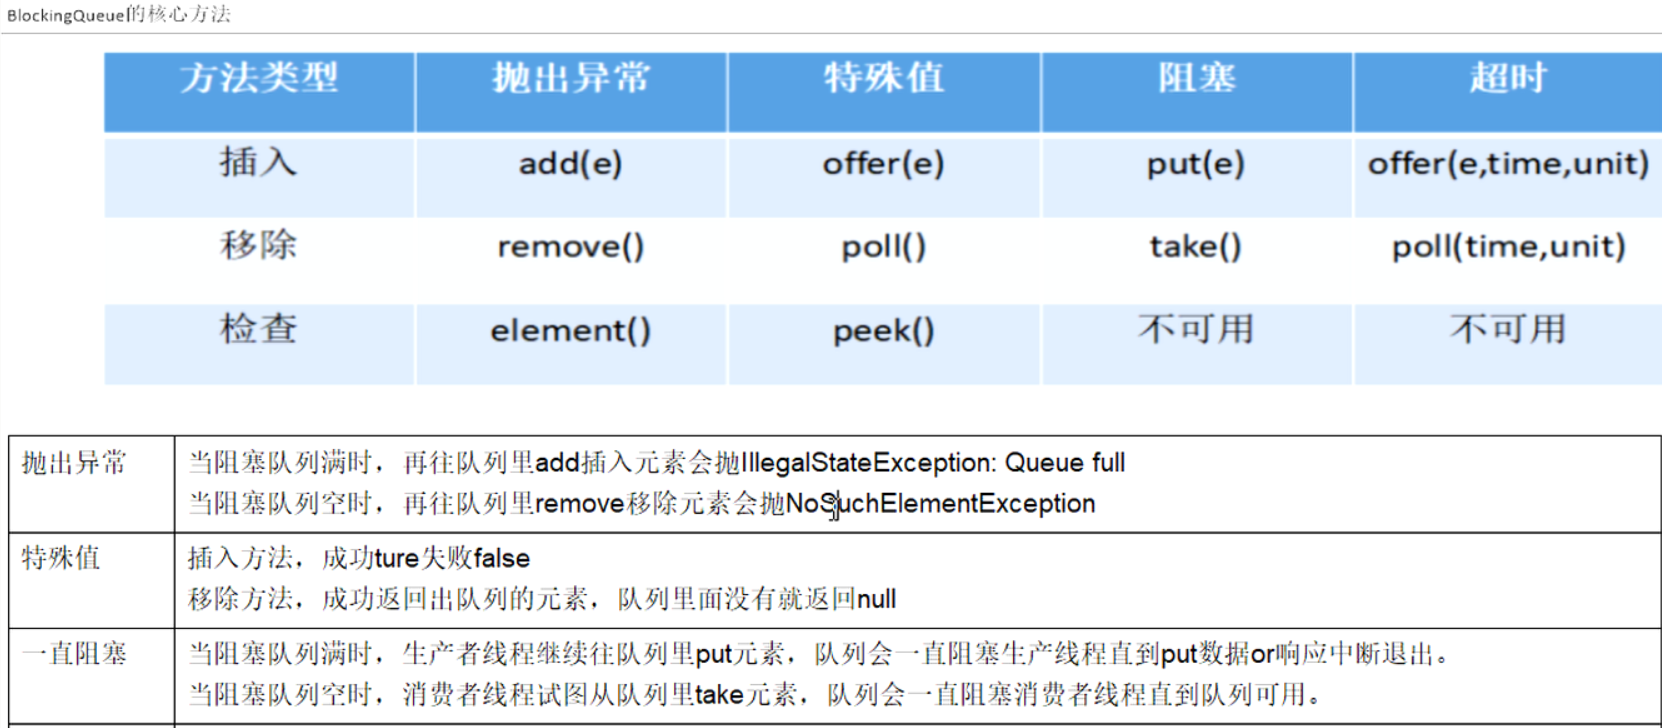 BlockingQueue的核心方法
方法类型 抛出异常 特殊值 阻塞 超时
插入 add(e) offer(e) put(e) offer(e,time,unit)
移除 remove() poll() take() poll(time,unit)
检查 element() peek() 不可用 不可用
抛出异常 当阻塞队列满时，再往队列里add插入元素会抛IllegalStateException: Queue full
当阻塞队列空时，再往队列里remove移除元素会抛NoSuchElementException
特殊值 插入方法，成功ture失败false
移除方法，成功返回出队列的元素，队列里面没有就返回null
一直阻塞 当阻塞队列满时，生产者线程继续往队列里put元素，队列会一直阻塞生产线程直到put数据or响应中断退出。
当阻塞队列空时，消费者线程试图从队列里take元素，队列会一直阻塞消费者线程直到队列可用。